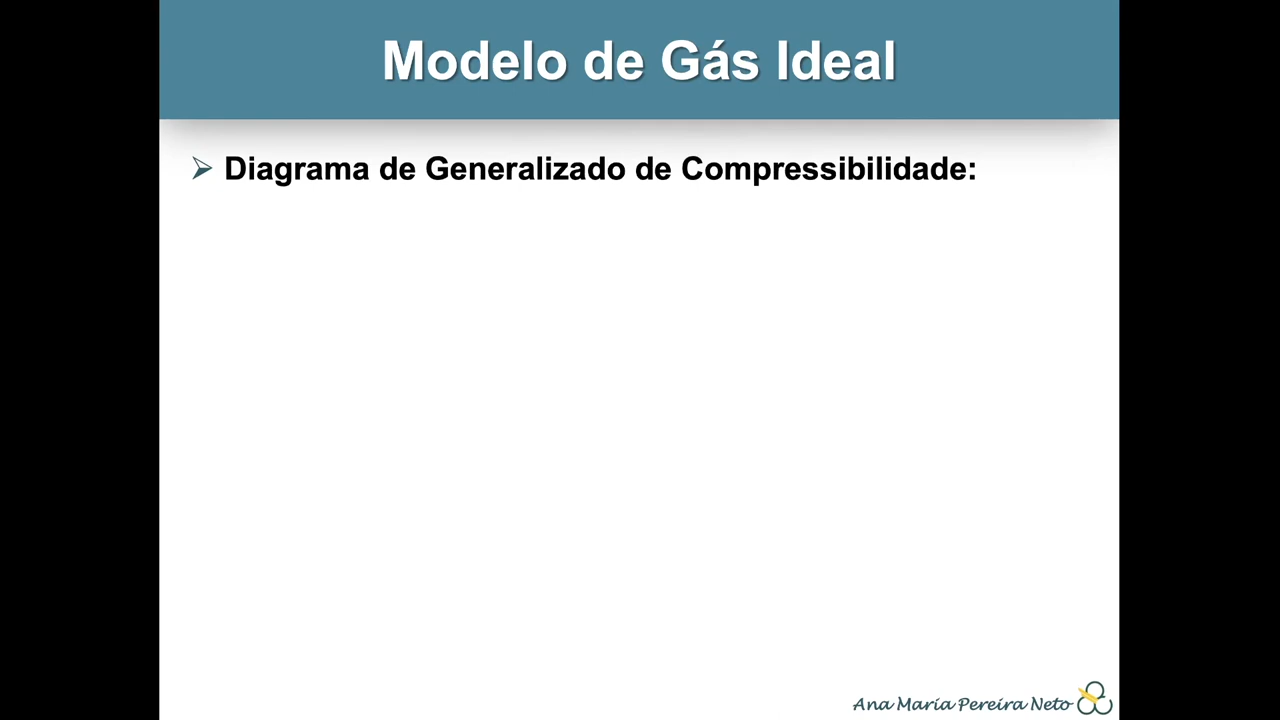 Modelo de Gás Ideal
Diagrama de Generalizado de Compressibilidade:
Ana Maria Pereira Neto